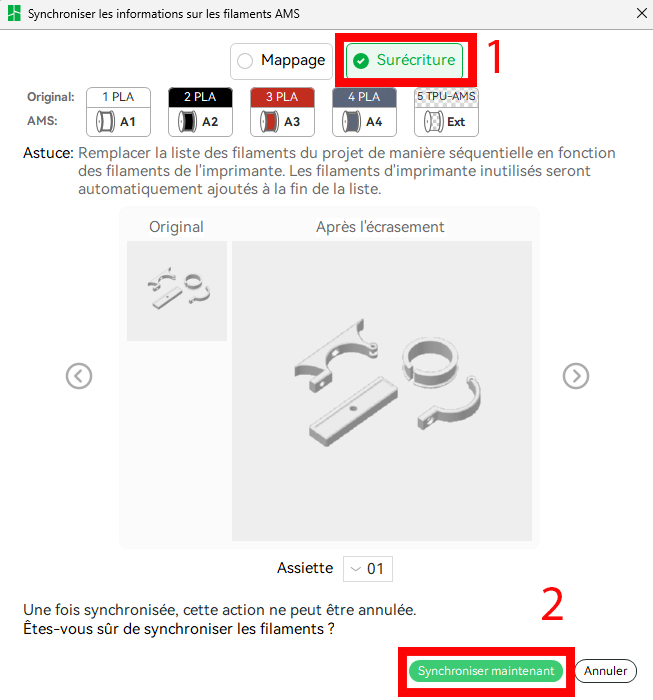 Synchroniser les informations sur les filaments AMS
Mappage
Surécriture
1
Original: 1 PLA 2 PLA 3 PLA 4 PLA 5 TPU-AMS
AMS: A1 A2 A3 A4 Ext
Astuce: Remplacer la liste des filaments du projet de manière séquentielle en fonction
des filaments de l'imprimante. Les filaments d'imprimante inutilisés seront
automatiquement ajoutés à la fin de la liste.
Original
Après l'écrasement
Assiette 01
Une fois synchronisée, cette action ne peut être annulée.
Êtes-vous sûr de synchroniser les filaments ?
2
Synchroniser maintenant
Annuler